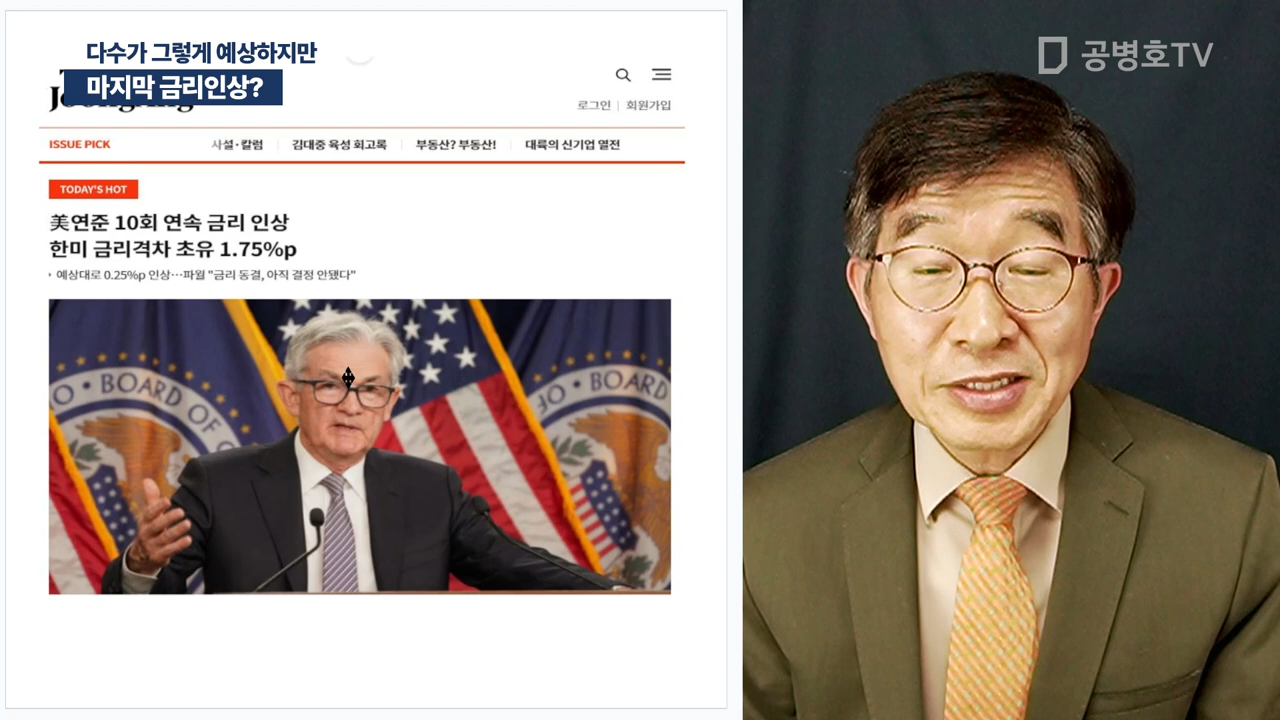 다수가 그렇게 예상하지만
마지막 금리인상?
공병호TV
로그인 | 회원가입
ISSUE PICK
사설·칼럼
김대중 육성 회고록
부동산? 부동산!
대륙의 신기업 열전
TODAY'S HOT
美연준 10회 연속 금리 인상
한미 금리격차 초유 1.75%p
예상대로 0.25%p 인상…파월 "금리 동결, 아직 결정 안됐다"
BOARD OF
BOARD